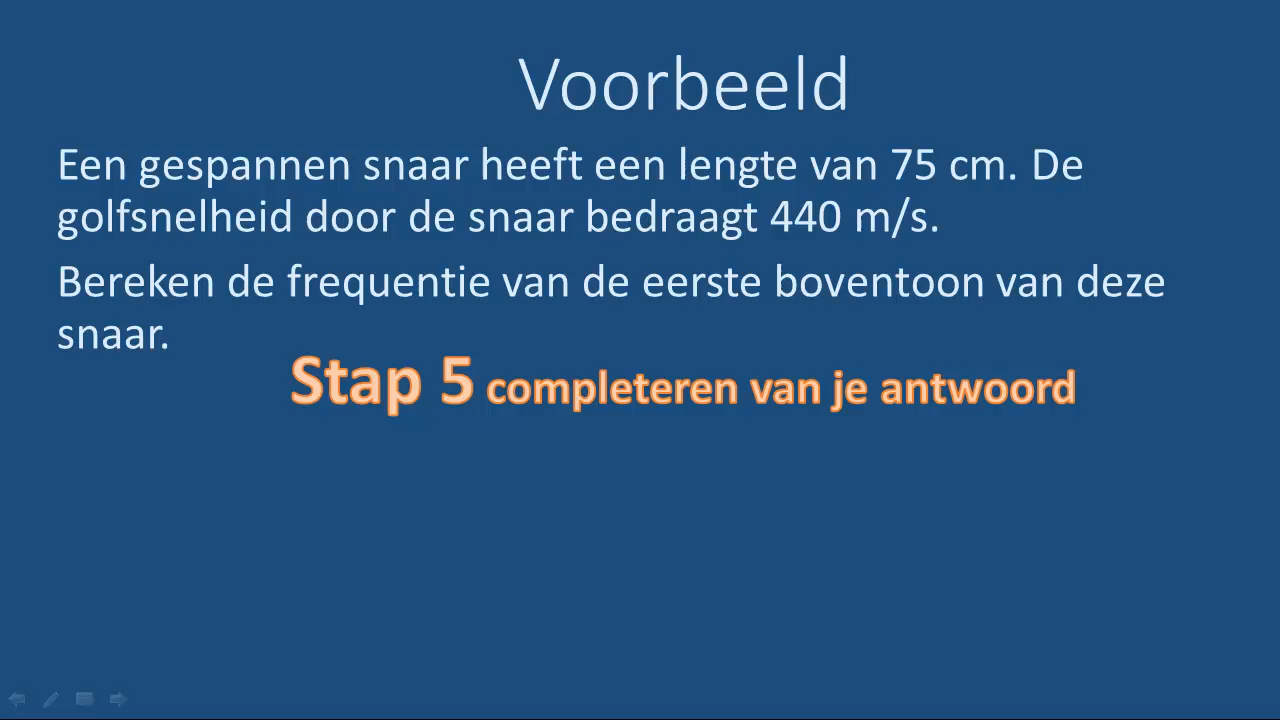 Voorbeeld
Een gespannen snaar heeft een lengte van 75 cm. De
golfsnelheid door de snaar bedraagt 440 m/s.
Bereken de frequentie van de eerste boventoon van deze
snaar.
Stap 5 completeren van je antwoord